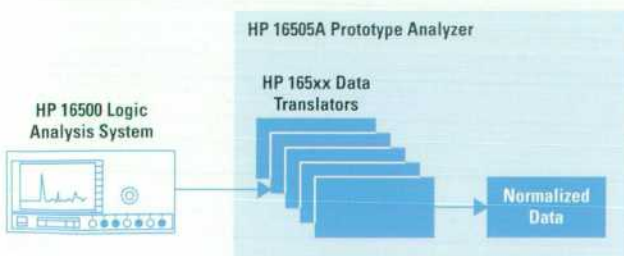 HP 16505A Prototype Analyzer
HP 165xx Data
Translators
HP 16500 Logic
Analysis System
Normalized
Data